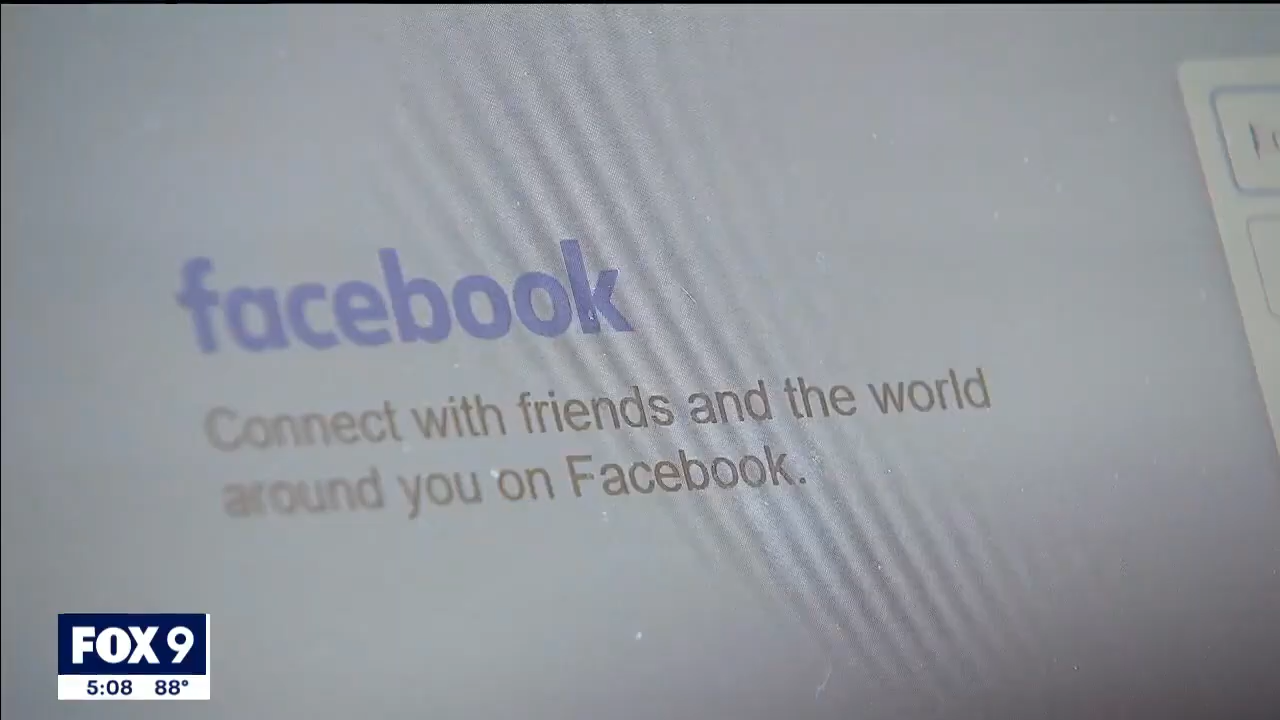 facebook
Connect with friends and the world
around you on Facebook.
FOX 9
5:08 88°